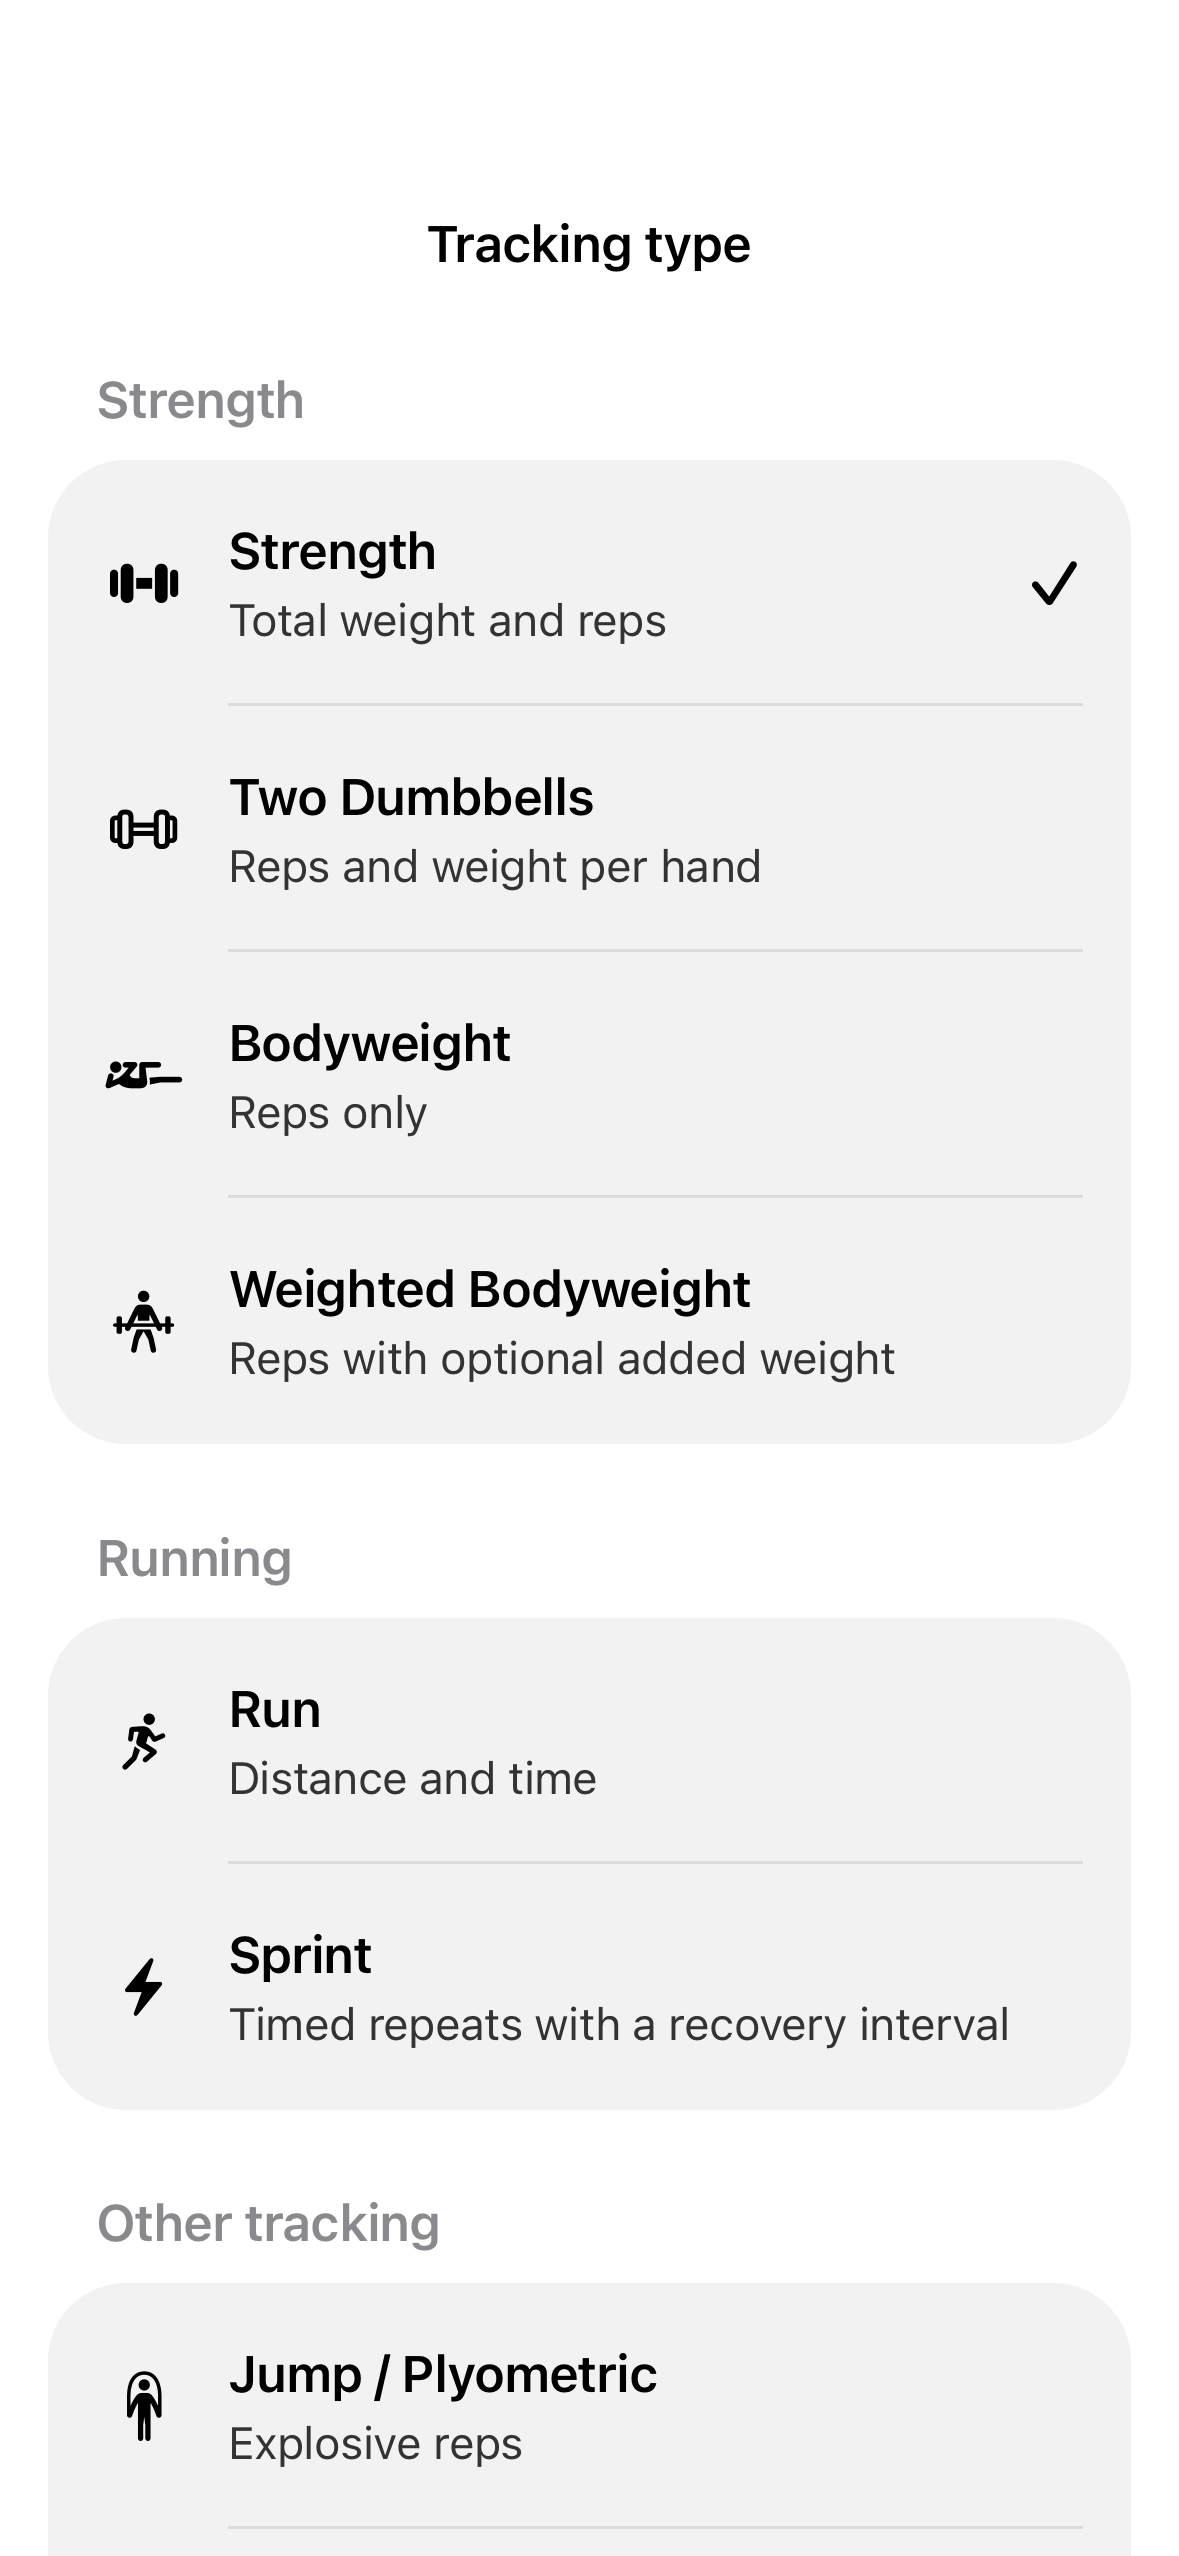 Tracking type
Strength
Strength
Total weight and reps
Two Dumbbells
Reps and weight per hand
Bodyweight
Reps only
Weighted Bodyweight
Reps with optional added weight
Running
Run
Distance and time
Sprint
Timed repeats with a recovery interval
Other tracking
Jump / Plyometric
Explosive reps